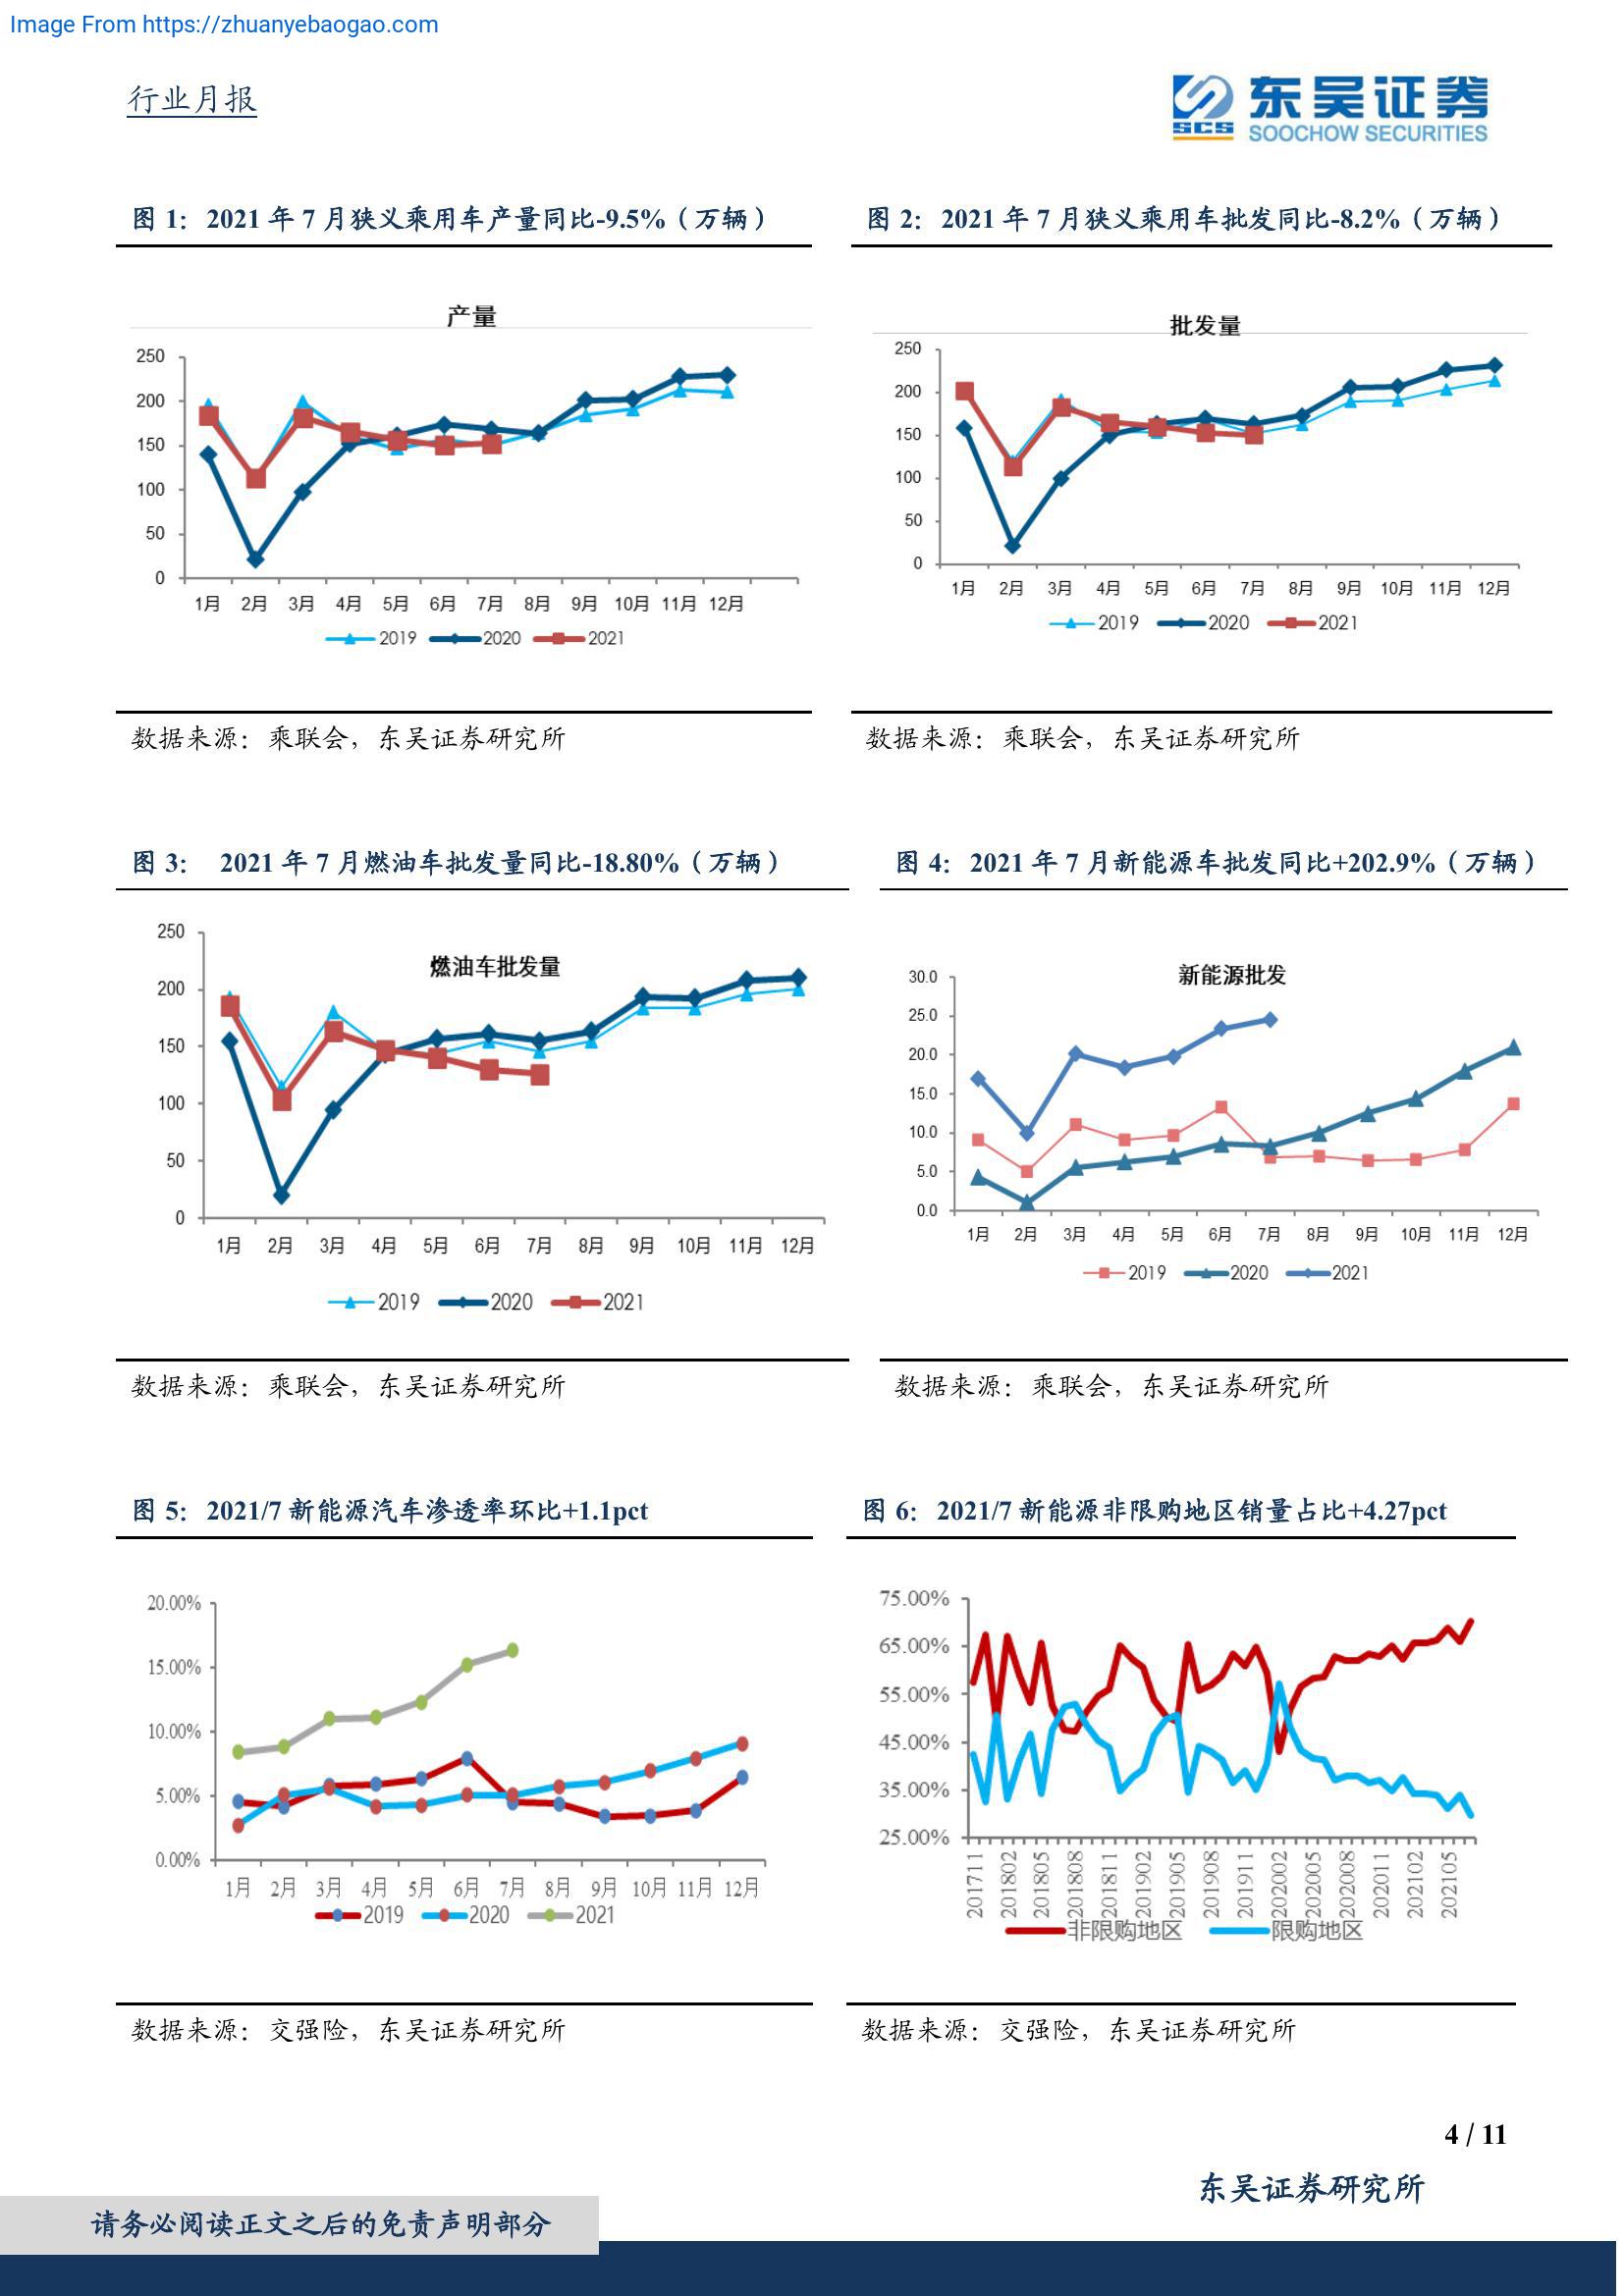 Image From https://zhuanyebaogao.com
行业月报
SCS
东吴证券
SOOCHOW SECURITIES
图 1： 2021 年 7 月狭义乘用车产量同比-9.5%（万辆）
图 2： 2021 年 7 月狭义乘用车批发同比-8.2%（万辆）
产量
250
200
150
100
50
0
1月 2月 3月 4月 5月 6月 7月 8月 9月 10月 11月 12月
2019 2020 2021
批发量
250
200
150
100
50
0
1月 2月 3月 4月 5月 6月 7月 8月 9月 10月 11月 12月
2019 2020 2021
数据来源：乘联会，东吴证券研究所
数据来源：乘联会，东吴证券研究所
图 3： 2021 年 7 月燃油车批发量同比-18.80%（万辆）
图 4： 2021 年 7 月新能源车批发同比+202.9%（万辆）
燃油车批发量
250
200
150
100
50
0
1月 2月 3月 4月 5月 6月 7月 8月 9月 10月 11月 12月
2019 2020 2021
新能源批发
30.0
25.0
20.0
15.0
10.0
5.0
0.0
1月 2月 3月 4月 5月 6月 7月 8月 9月 10月 11月 12月
2019 2020 2021
数据来源：乘联会，东吴证券研究所
数据来源：乘联会，东吴证券研究所
图 5： 2021/7 新能源汽车渗透率环比+1.1pct
图 6： 2021/7 新能源非限购地区销量占比+4.27pct
20.00%
15.00%
10.00%
5.00%
0.00%
1月 2月 3月 4月 5月 6月 7月 8月 9月 10月 11月 12月
2019 2020 2021
75.00%
65.00%
55.00%
45.00%
35.00%
25.00%
201711 201802 201805 201808 201811 201902 201905 201908 201911 202002 202005 202008 202011 202102 202105
非限购地区 限购地区
数据来源：交强险，东吴证券研究所
数据来源：交强险，东吴证券研究所
4 / 11
东吴证券研究所
请务必阅读正文之后的免责声明部分